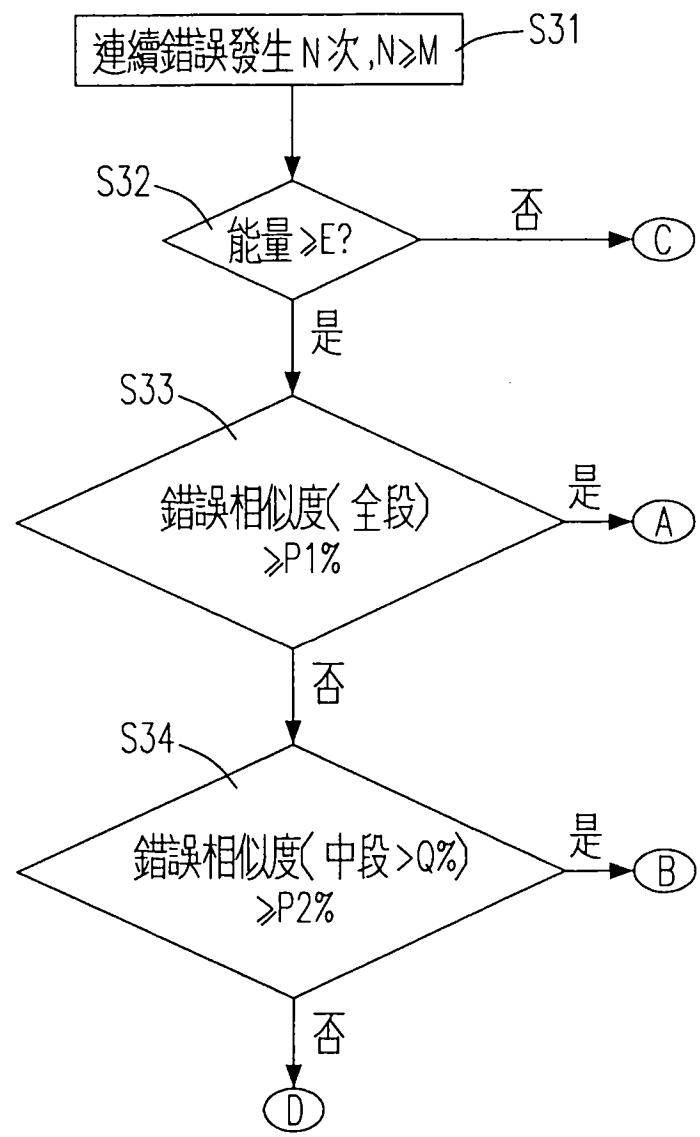 連續錯誤發生N次,N≥M
S31
S32
能量≥E?
否
C
是
S33
錯誤相似度(全段)
≥P1%
是
A
否
S34
錯誤相似度(中段>Q%)
≥P2%
是
B
否
D